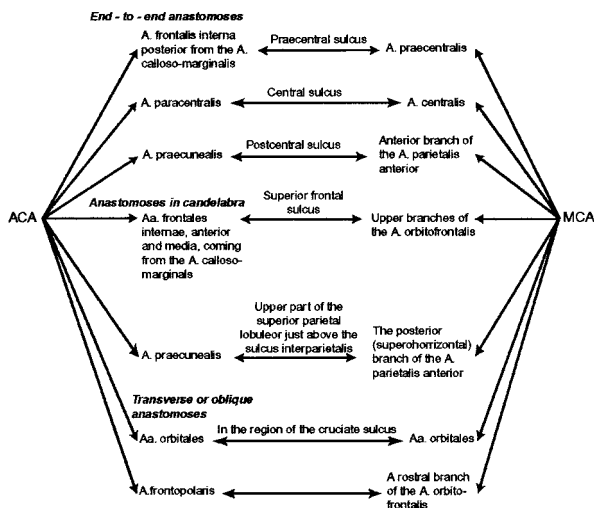 End - to - end anastomoses
A. frontalis interna
posterior from the A.
calloso-marginalis
Praecentral sulcus
A. praecentralis
A. paracentralis
Central sulcus
A. centralis
A. praecunealis
Postcentral sulcus
Anterior branch of
the A. parietalis
anterior
Anastomoses in candelabra
ACA
Aa. frontales
internae, anterior
and media, coming
from the A. calloso-
marginals
Superior frontal
sulcus
Upper branches of
the A. orbitofrontalis
MCA
A. praecunealis
Upper part of the
superior parietal
lobuleor just above the
sulcus interparietalis
The posterior
(superohorrizontal)
branch of the A.
parietalis anterior
Transverse or oblique
anastomoses
Aa. orbitales
In the region of the cruciate sulcus
Aa. orbitales
A.frontopolaris
A rostral branch
of the A. orbito-
frontalis